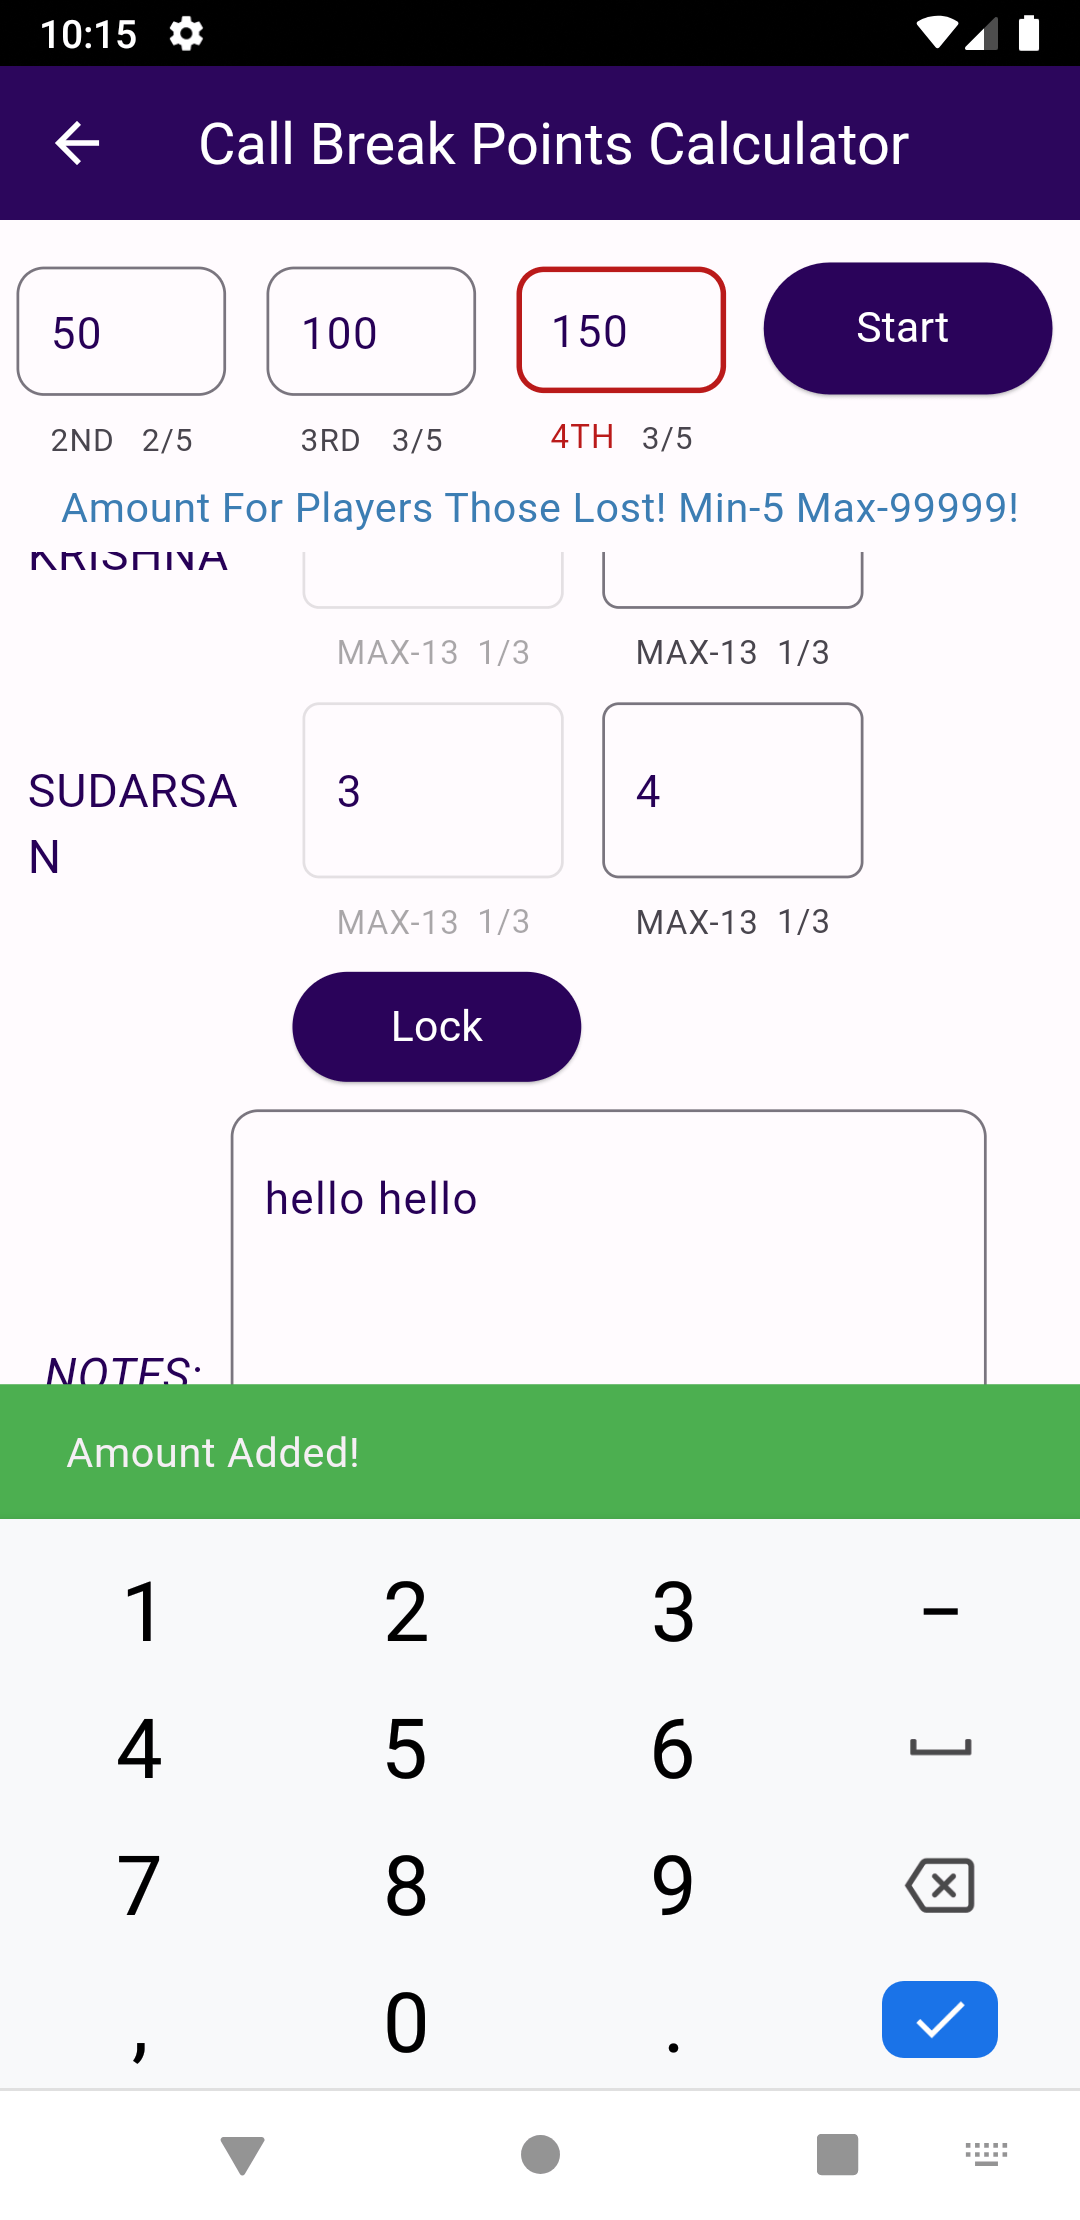 10:15
Call Break Points Calculator
50 100 150 Start
2ND 2/5 3RD 3/5 4TH 3/5
Amount For Players Those Lost! Min-5 Max-99999!
KRISHNA
MAX-13 1/3 MAX-13 1/3
SUDARSA 3 4
N
MAX-13 1/3 MAX-13 1/3
Lock
hello hello
NOTES:
Amount Added!
1 2 3 –
4 5 6
7 8 9
, 0 .